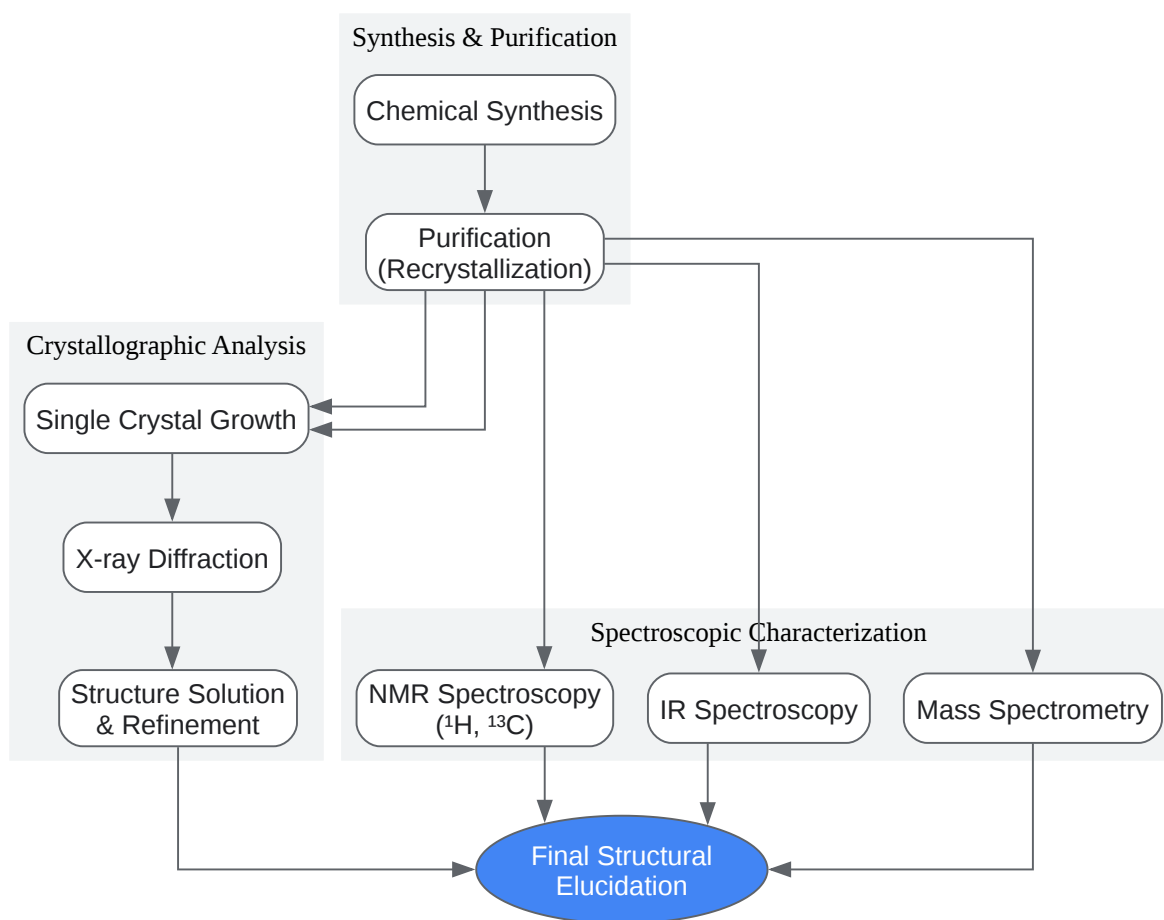 Synthesis & Purification
Chemical Synthesis
Purification
(Recrystallization)
Crystallographic Analysis
Single Crystal Growth
X-ray Diffraction
Structure Solution
& Refinement
Spectroscopic Characterization
NMR Spectroscopy
(¹H, ¹³C)
IR Spectroscopy
Mass Spectrometry
Final Structural
Elucidation